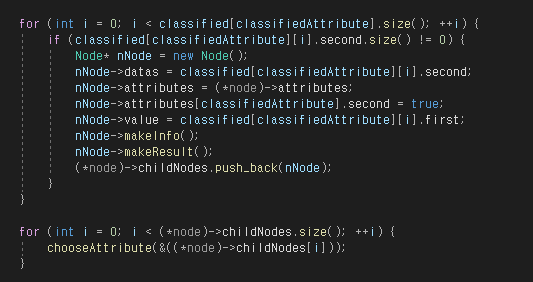 for (int i = 0; i < classified[classifiedAttribute].size(); ++i) {
    if (classified[classifiedAttribute][i].second.size() != 0) {
        Node* nNode = new Node();
        nNode->datas = classified[classifiedAttribute][i].second;
        nNode->attributes = (*node)->attributes;
        nNode->attributes[classifiedAttribute].second = true;
        nNode->value = classified[classifiedAttribute][i].first;
        nNode->makeInfo();
        nNode->makeResult();
        (*node)->childNodes.push_back(nNode);
    }
}
for (int i = 0; i < (*node)->childNodes.size(); ++i) {
    chooseAttribute(&((*node)->childNodes[i]));
}